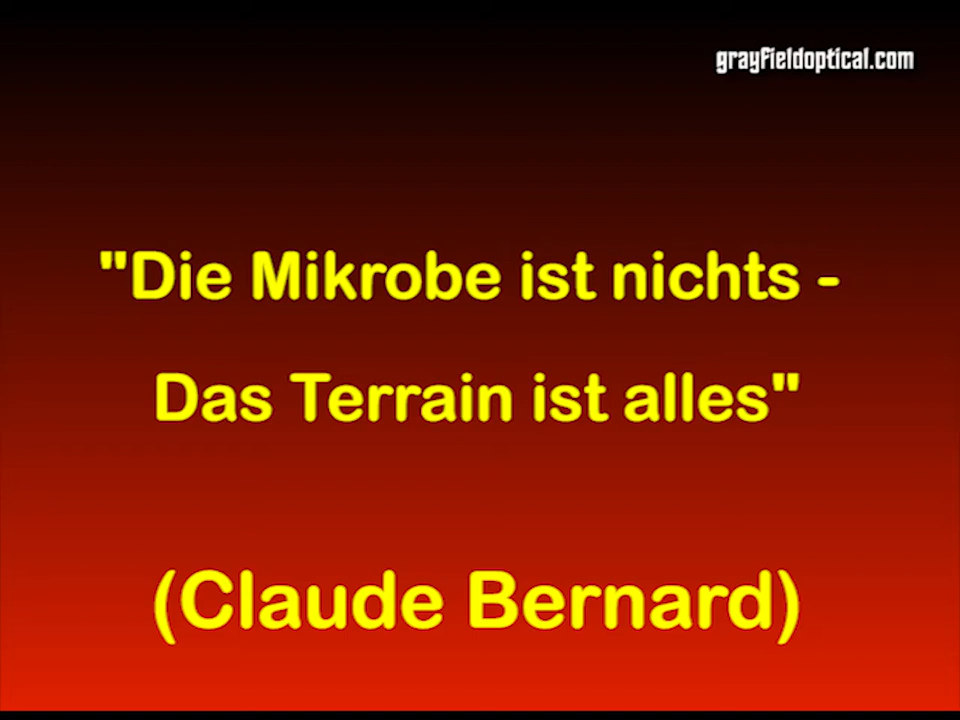 grayfieldoptical.com
"Die Mikrobe ist nichts -
Das Terrain ist alles"
(Claude Bernard)